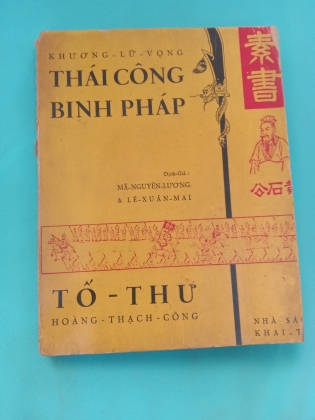 KHƯƠNG-LỮ-VỌNG
THÁI CÔNG
BINH PHÁP
素書
Dịch-Giả:
MÃ-NGUYÊN-LƯƠNG
& LÊ-XUÂN-MAI
公石黃
TỐ-THƯ
HOÀNG-THẠCH-CÔNG
NHÀ SÁ
KHAI-T